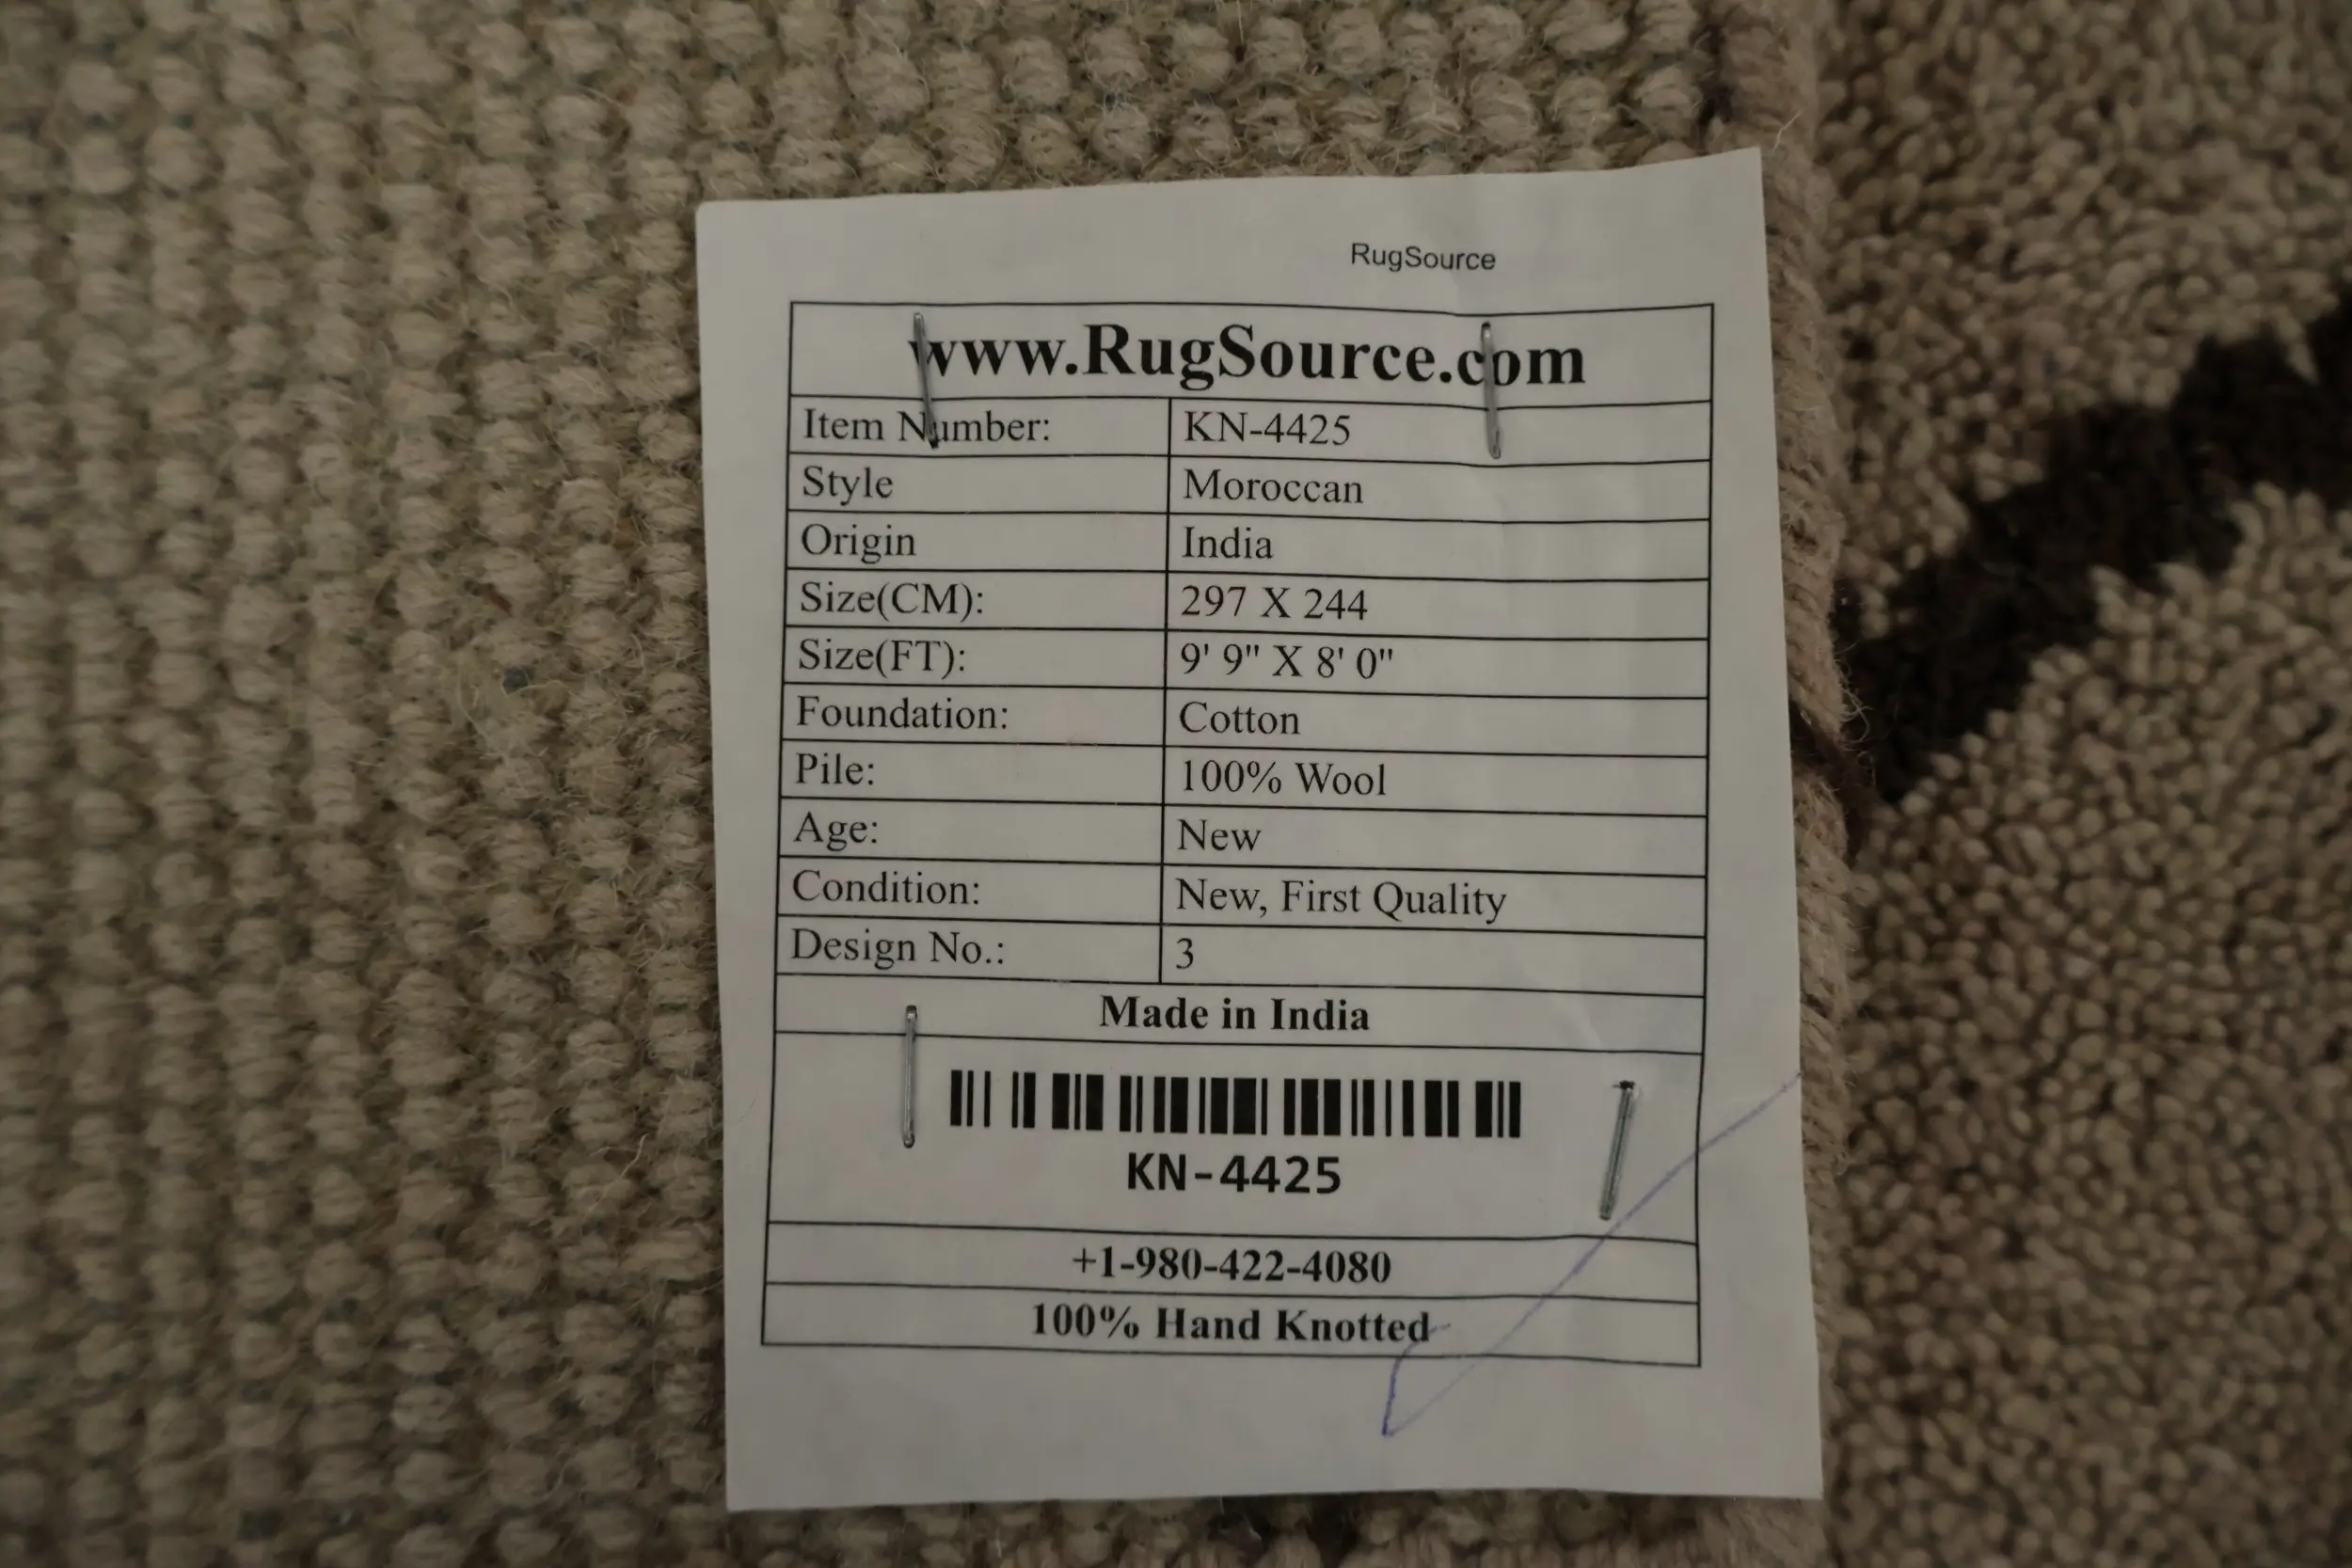 RugSource
www.RugSource.com
Item Number: KN-4425
Style Moroccan
Origin India
Size(CM): 297 X 244
Size(FT): 9' 9" X 8' 0"
Foundation: Cotton
Pile: 100% Wool
Age: New
Condition: New, First Quality
Design No.: 3
Made in India
KN-4425
+1-980-422-4080
100% Hand Knotted